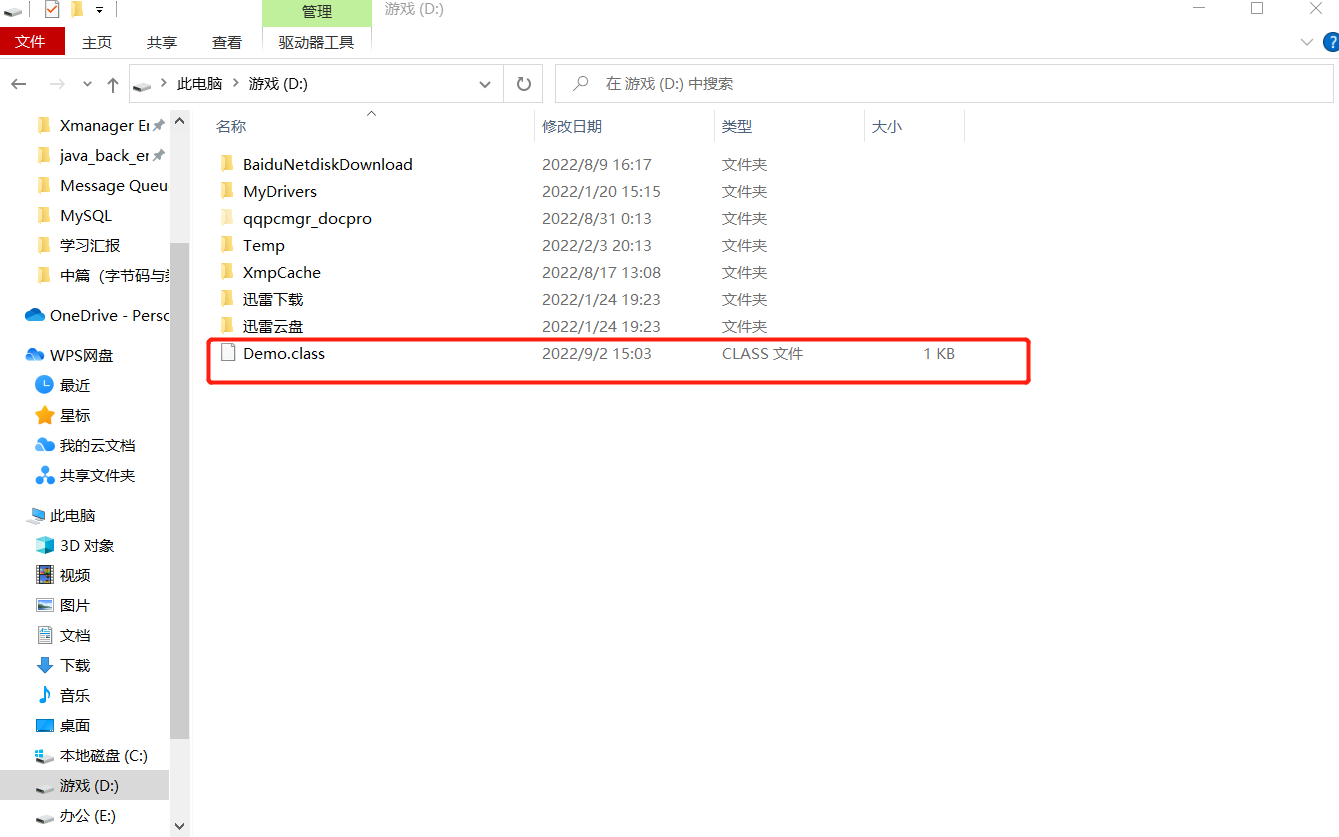 管理
游戏 (D:)
文件
主页
共享
查看
驱动器工具
此电脑
游戏 (D:)
在 游戏 (D:) 中搜索
Xmanager Er
java_back_er
Message Queu
MySQL
学习汇报
中篇（字节码与类
OneDrive - Perso
WPS网盘
最近
星标
我的云文档
共享文件夹
此电脑
3D 对象
视频
图片
文档
下载
音乐
桌面
本地磁盘 (C:)
游戏 (D:)
办公 (E:)
名称 修改日期 类型 大小
BaiduNetdiskDownload 2022/8/9 16:17 文件夹
MyDrivers 2022/1/20 15:15 文件夹
qqpcmgr_docpro 2022/8/31 0:13 文件夹
Temp 2022/2/3 20:13 文件夹
XmpCache 2022/8/17 13:08 文件夹
迅雷下载 2022/1/24 19:23 文件夹
迅雷云盘 2022/1/24 19:23 文件夹
Demo.class 2022/9/2 15:03 CLASS 文件 1 KB